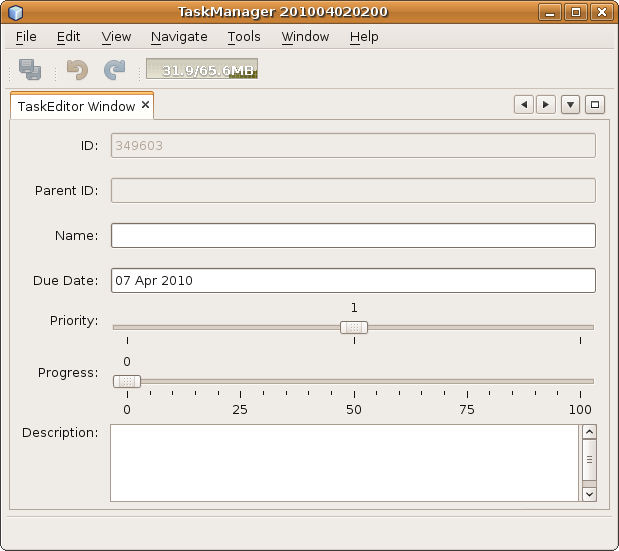 TaskManager 201004020200
File Edit View Navigate Tools Window Help
31.9/65.6MB
TaskEditor Window
ID: 349603
Parent ID:
Name:
Due Date: 07 Apr 2010
1
Priority:
0
Progress:
0 25 50 75 100
Description: